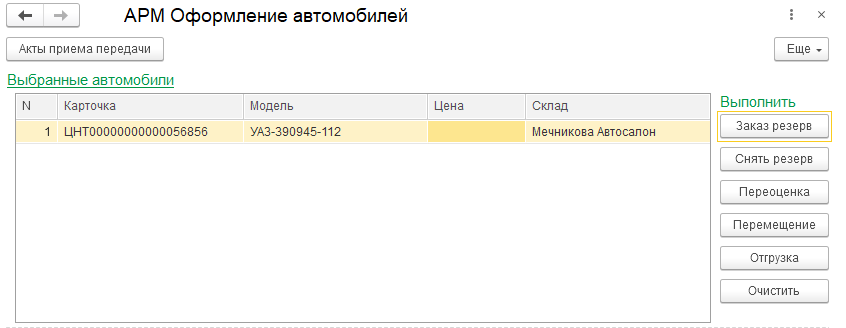 АРМ Оформление автомобилей
Акты приема передачи
Еще
Выбранные автомобили
N Карточка Модель Цена Склад
1 ЦНТ00000000000056856 УАЗ-390945-112 Мечникова Автосалон
Выполнить
Заказ резерв
Снять резерв
Переоценка
Перемещение
Отгрузка
Очистить